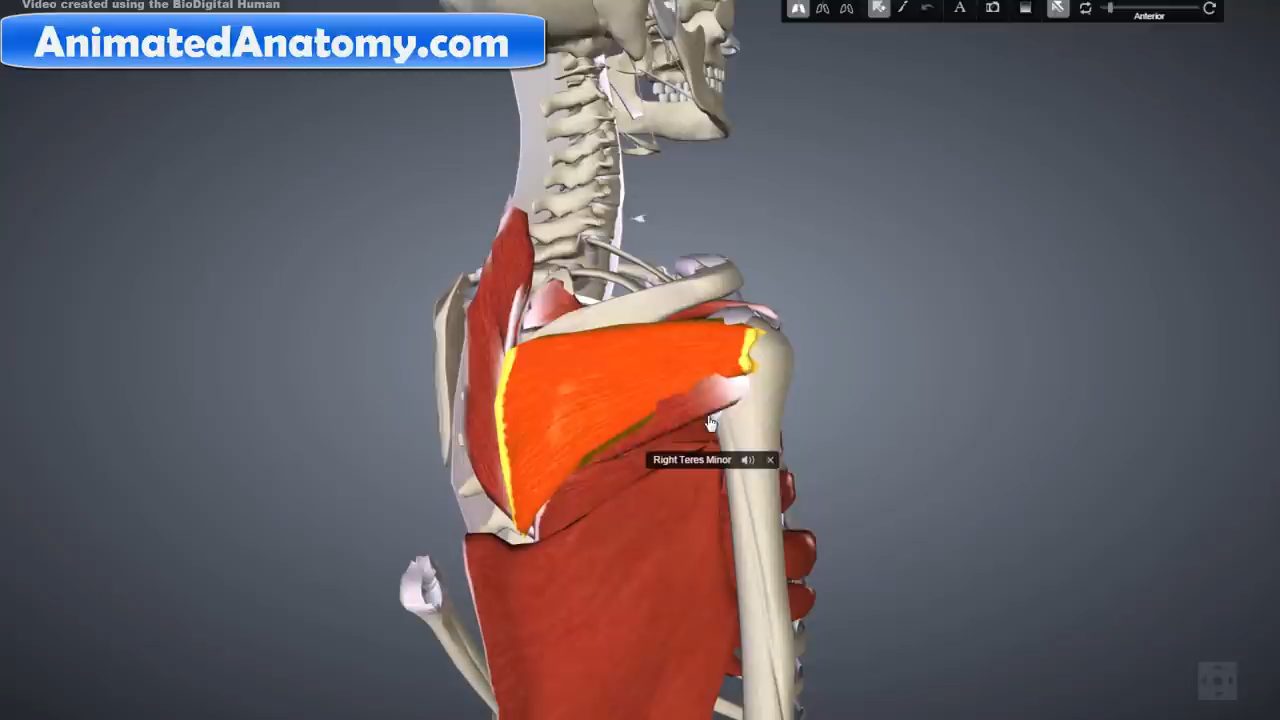 Video created using the BioDigital Human
AnimatedAnatomy.com
A
Anterior
Right Teres Minor